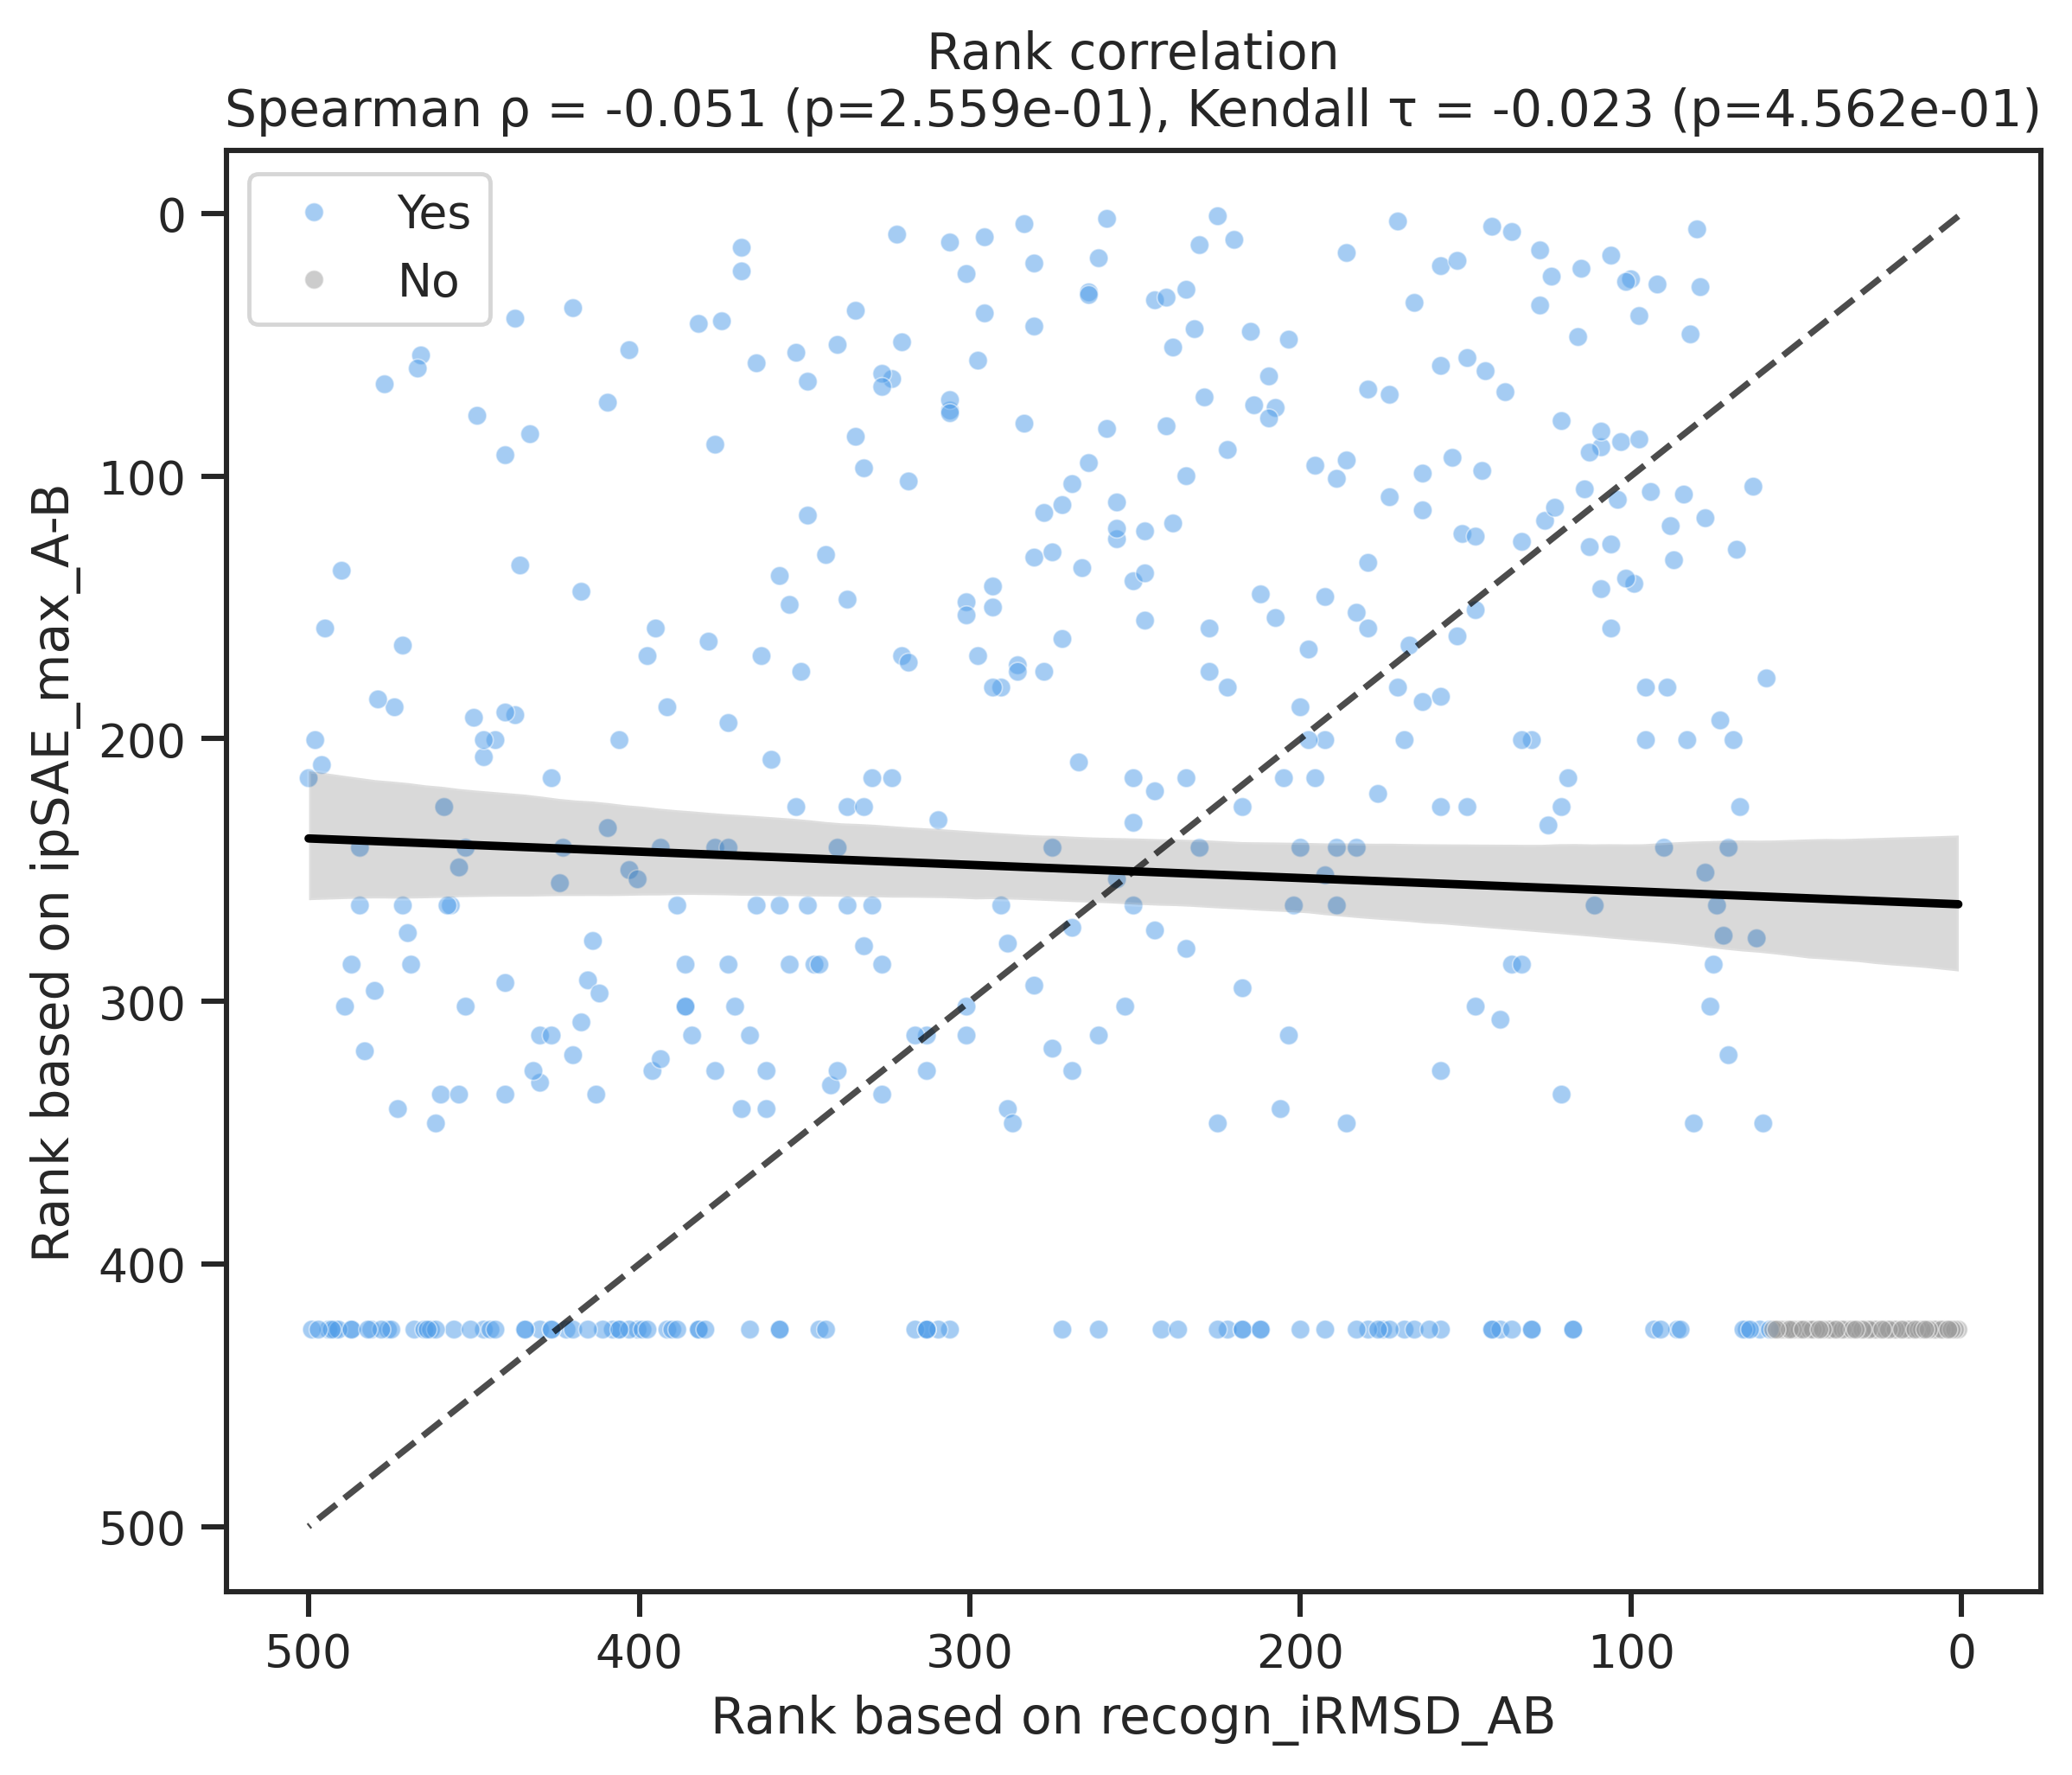 Rank correlation
Spearman ρ = -0.051 (p=2.559e-01), Kendall τ = -0.023 (p=4.562e-01)
Yes
No
Rank based on ipSAE_max_A-B
0
100
200
300
400
500
500
400
300
200
100
0
Rank based on recogn_iRMSD_AB